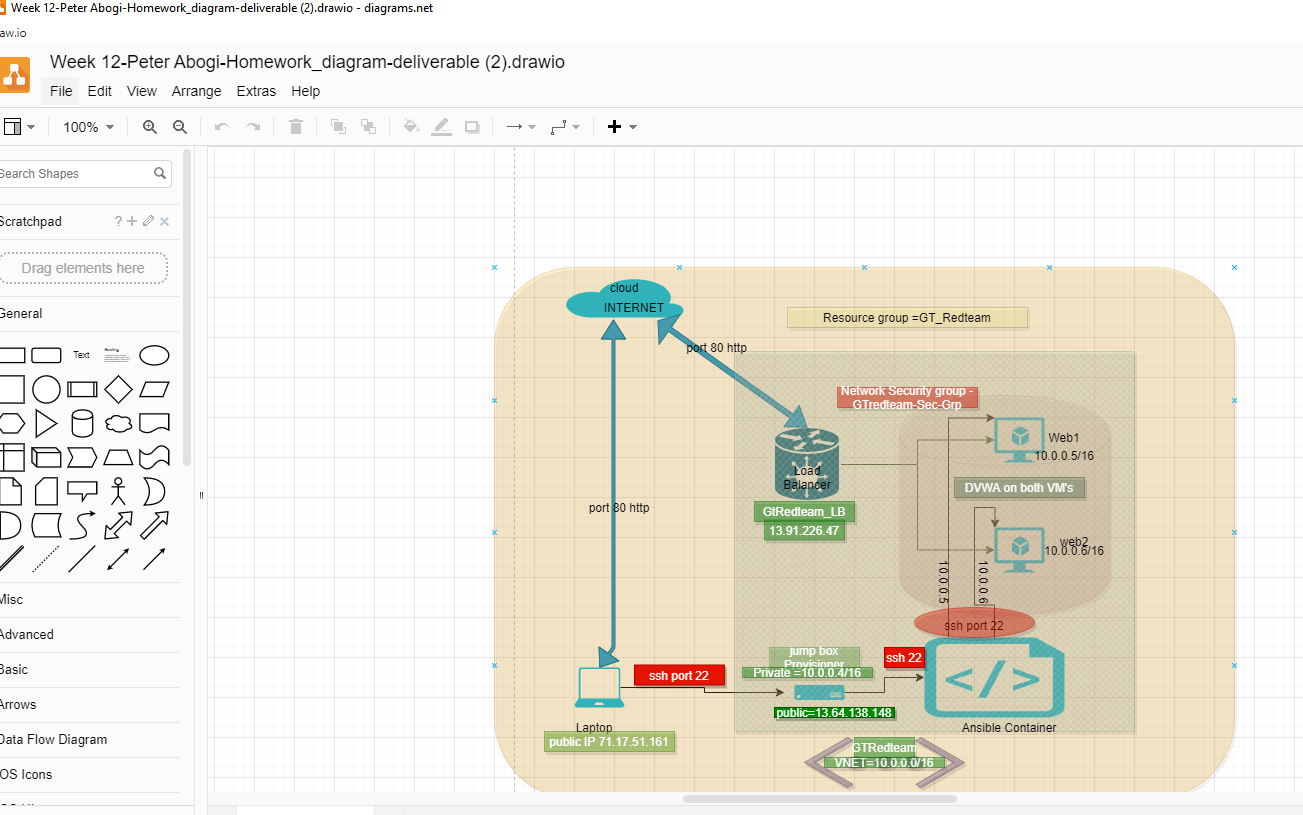 Week 12-Peter Abogi-Homework_diagram-deliverable (2).drawio - diagrams.net
aw.io
Week 12-Peter Abogi-Homework_diagram-deliverable (2).drawio
File Edit View Arrange Extras Help
100%
Search Shapes
Scratchpad
?
Drag elements here
General
Text
Heading
Misc
Advanced
Basic
Arrows
Data Flow Diagram
iOS Icons
cloud
INTERNET
Resource group =GT_Redteam
port 80 http
Network Security group -
GTredteam-Sec-Grp
Web1
10.0.0.5/16
Load
Balancer
DVWA on both VM's
GtRedteam_LB
13.91.226.47
port 80 http
web2
10.0.0.6/16
10.0.0.5
10.0.0.6
ssh port 22
jump box
Provisioner
Private =10.0.0.4/16
ssh 22
ssh port 22
public=13.64.138.148
Laptop
public IP 71.17.51.161
Ansible Container
GTRedteam
VNET=10.0.0.0/16